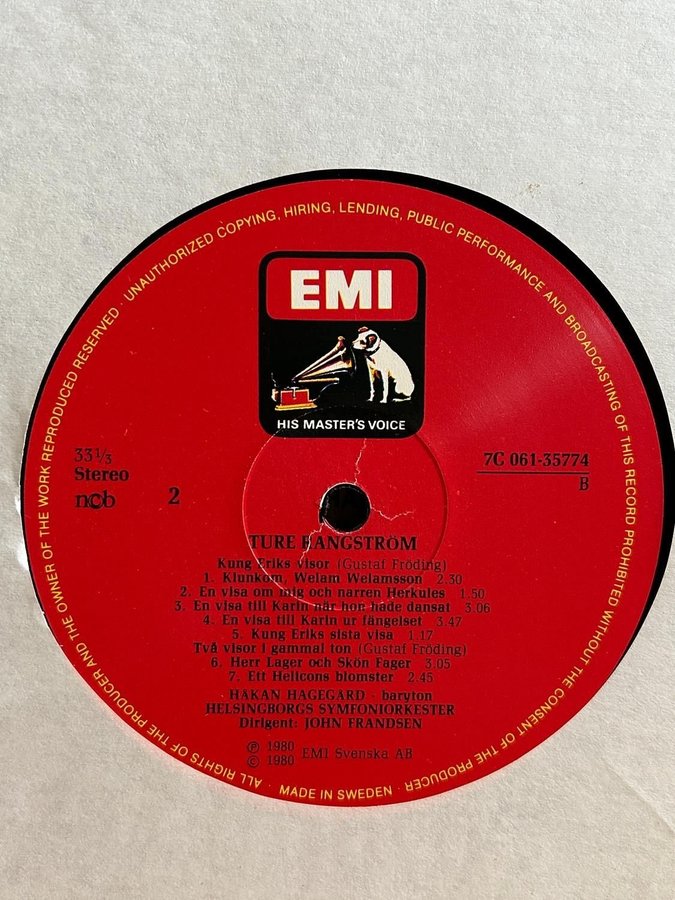 ALL RIGHTS OF THE PRODUCER AND THE OWNER OF THE WORK REPRODUCED RESERVED · UNAUTHORIZED COPYING, HIRING, LENDING, PUBLIC PERFORMANCE AND BROADCASTING OF THIS RECORD PROHIBITED WITHOUT THE CONSENT OF THE PRODUCER ·
EMI
HIS MASTER'S VOICE
33⅓
Stereo
ncb
2
7C 061-35774
B
TURE RANGSTRÖM
Kung Eriks visor (Gustaf Fröding)
1. Klunkom, Welam Welamsson 2.30
2. En visa om mig och narren Herkules 1.50
3. En visa till Karin när hon hade dansat 3.06
4. En visa till Karin ur fängelset 3.47
5. Kung Eriks sista visa 1.17
Två visor i gammal ton (Gustaf Fröding)
6. Herr Lager och Skön Fager 3.05
7. Ett Helicons blomster 2.45
HÅKAN HAGEGÅRD - baryton
HELSINGBORGS SYMFONIORKESTER
Dirigent: JOHN FRANDSEN
℗ 1980
© 1980 EMI Svenska AB
MADE IN SWEDEN